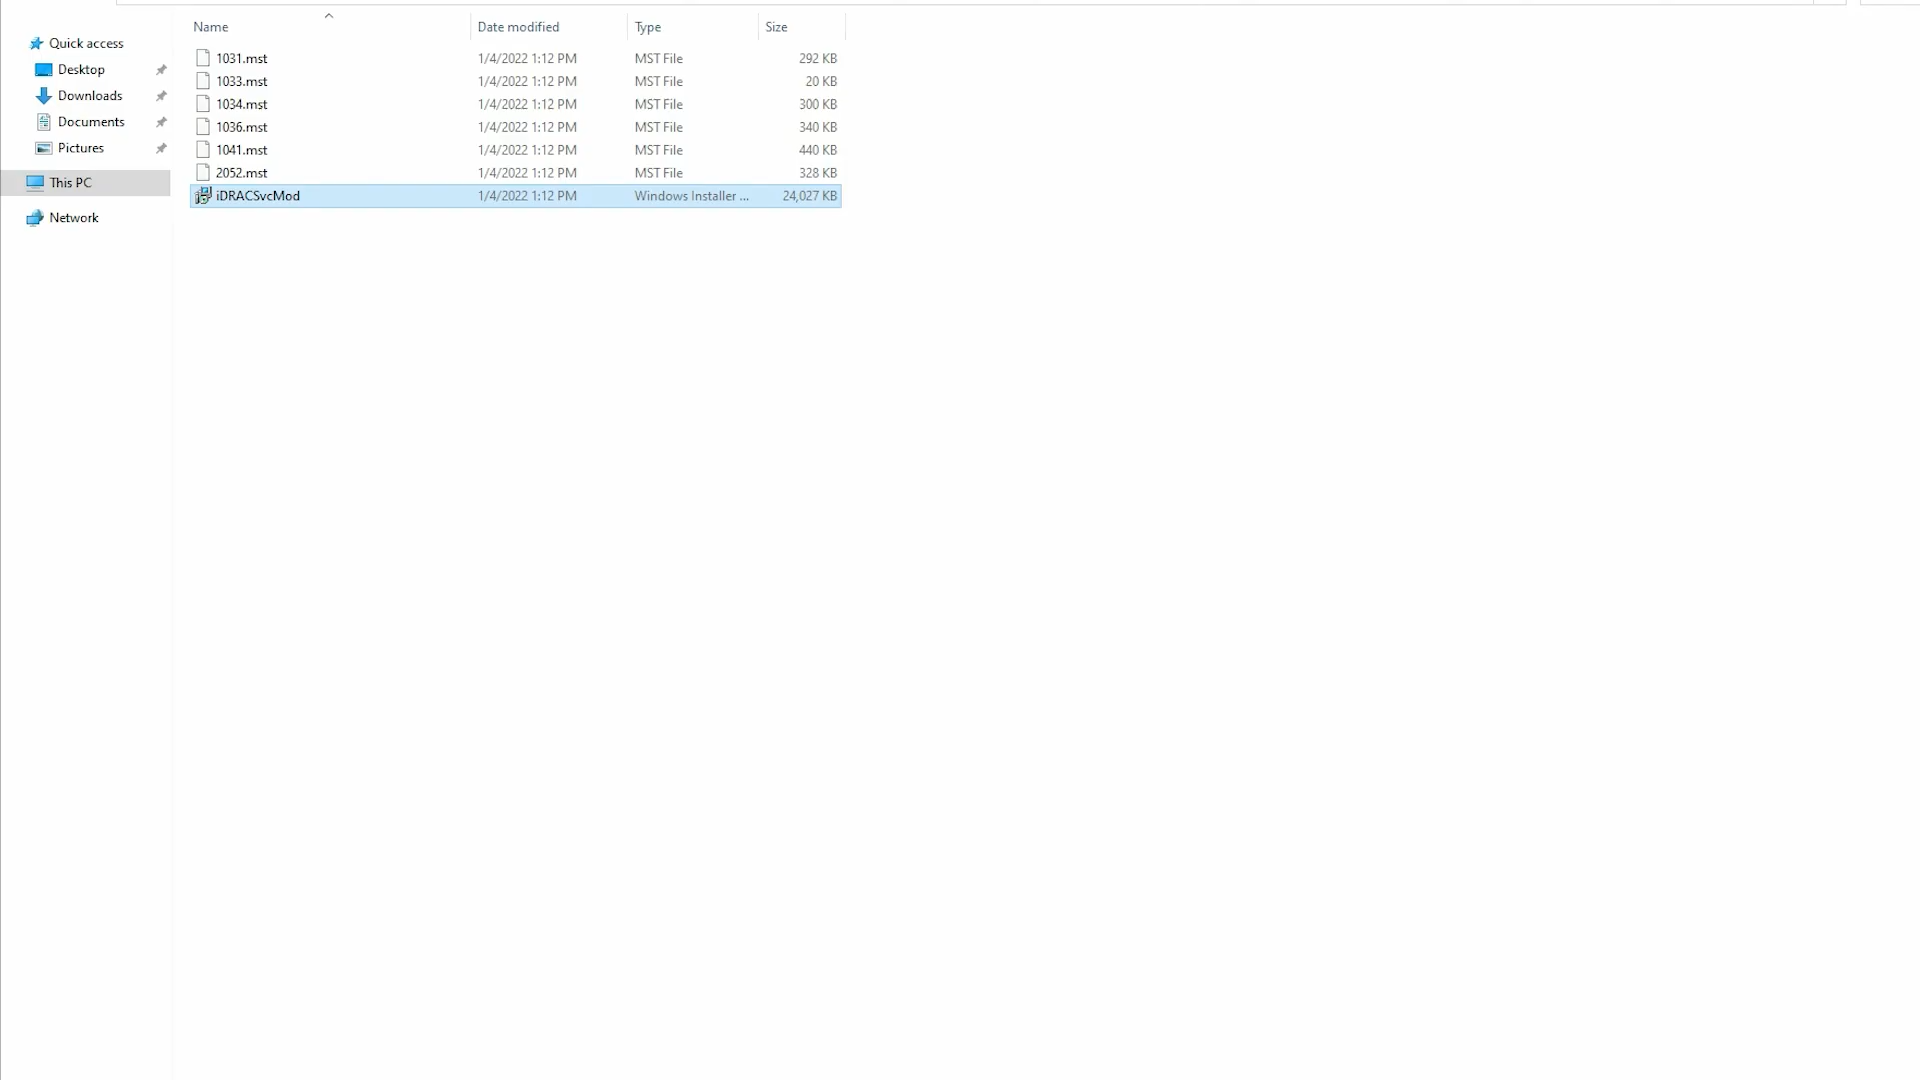 Name Date modified Type Size
Quick access
Desktop
Downloads
Documents
Pictures
This PC
Network
1031.mst 1/4/2022 1:12 PM MST File 292 KB
1033.mst 1/4/2022 1:12 PM MST File 20 KB
1034.mst 1/4/2022 1:12 PM MST File 300 KB
1036.mst 1/4/2022 1:12 PM MST File 340 KB
1041.mst 1/4/2022 1:12 PM MST File 440 KB
2052.mst 1/4/2022 1:12 PM MST File 328 KB
iDRACSvcMod 1/4/2022 1:12 PM Windows Installer ... 24,027 KB